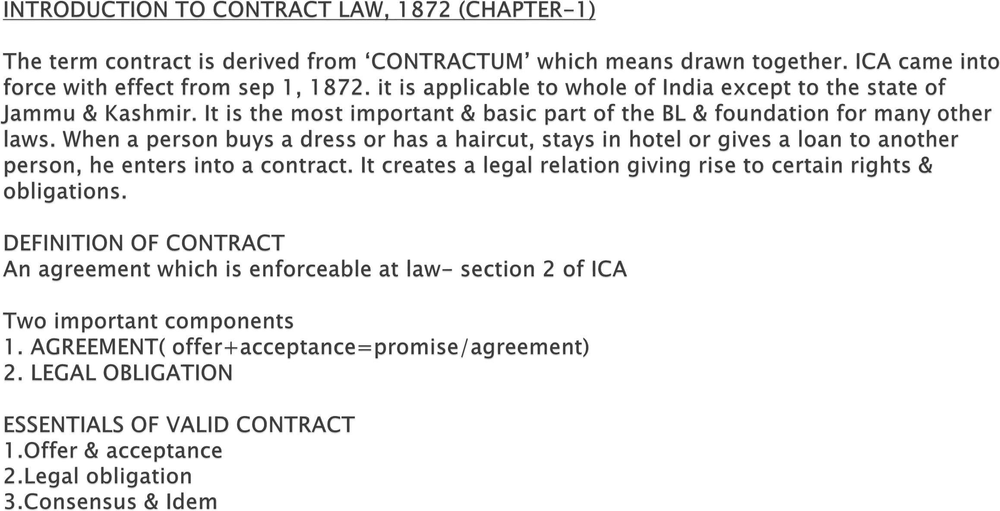 INTRODUCTION TO CONTRACT LAW, 1872 (CHAPTER-1)
The term contract is derived from ‘CONTRACTUM’ which means drawn together. ICA came into
force with effect from sep 1, 1872. it is applicable to whole of India except to the state of
Jammu & Kashmir. It is the most important & basic part of the BL & foundation for many other
laws. When a person buys a dress or has a haircut, stays in hotel or gives a loan to another
person, he enters into a contract. It creates a legal relation giving rise to certain rights &
obligations.
DEFINITION OF CONTRACT
An agreement which is enforceable at law- section 2 of ICA
Two important components
1. AGREEMENT( offer+acceptance=promise/agreement)
2. LEGAL OBLIGATION
ESSENTIALS OF VALID CONTRACT
1.Offer & acceptance
2.Legal obligation
3.Consensus & Idem